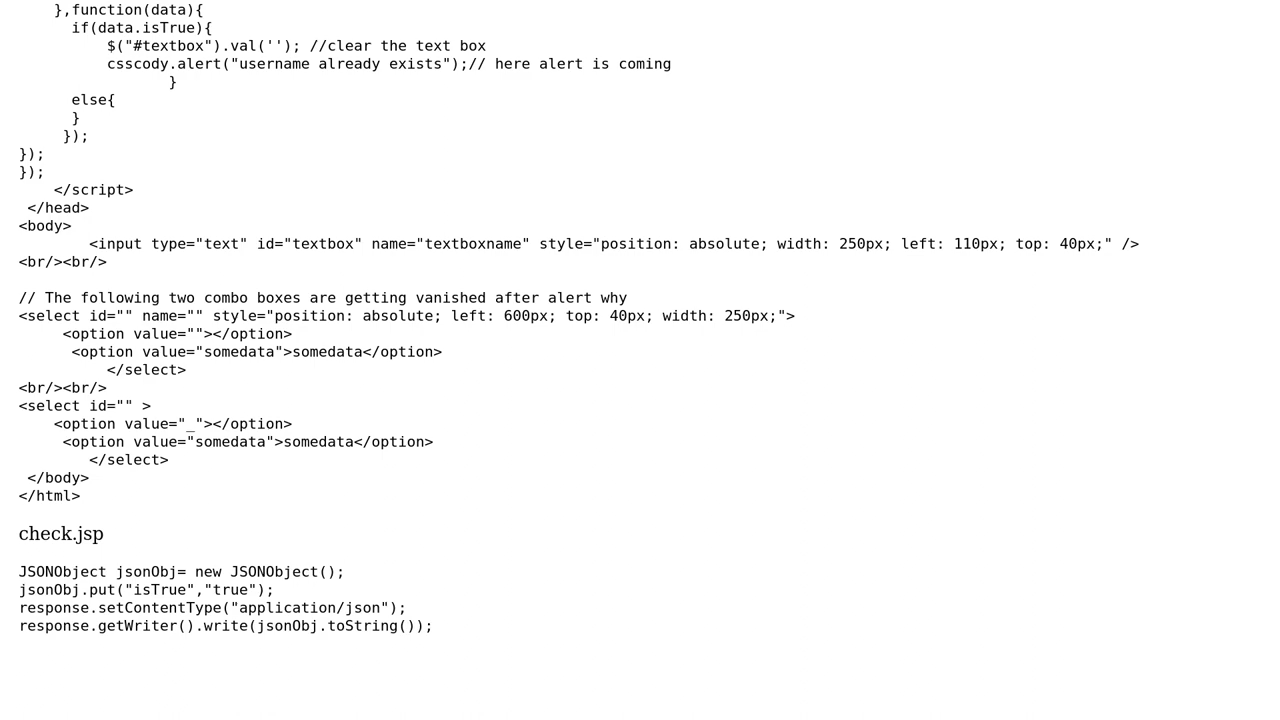 },function(data){
      if(data.isTrue){
          $("#textbox").val(''); //clear the text box
          csscody.alert("username already exists");// here alert is coming
                 }
      else{
      }
     });
});
});
    </script>
 </head>
<body>
        <input type="text" id="textbox" name="textboxname" style="position: absolute; width: 250px; left: 110px; top: 40px;" />
<br/><br/>

// The following two combo boxes are getting vanished after alert why
<select id="" name="" style="position: absolute; left: 600px; top: 40px; width: 250px;">
     <option value=""></option>
      <option value="somedata">somedata</option>
          </select>
<br/><br/>
<select id="" >
    <option value="_"></option>
     <option value="somedata">somedata</option>
        </select>
 </body>
</html>

check.jsp

JSONObject jsonObj= new JSONObject();
jsonObj.put("isTrue","true");
response.setContentType("application/json");
response.getWriter().write(jsonObj.toString());